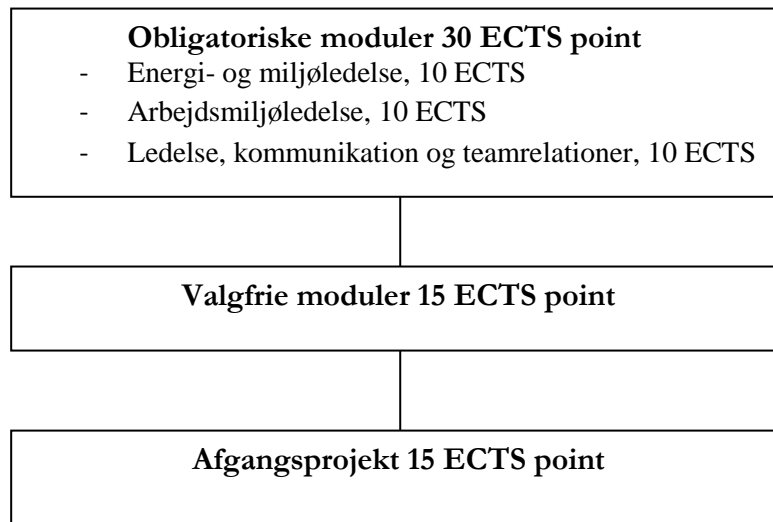 Obligatoriske moduler 30 ECTS point
- Energi- og miljøledelse, 10 ECTS
- Arbejdsmiljøledelse, 10 ECTS
- Ledelse, kommunikation og teamrelationer, 10 ECTS
Valgfrie moduler 15 ECTS point
Afgangsprojekt 15 ECTS point